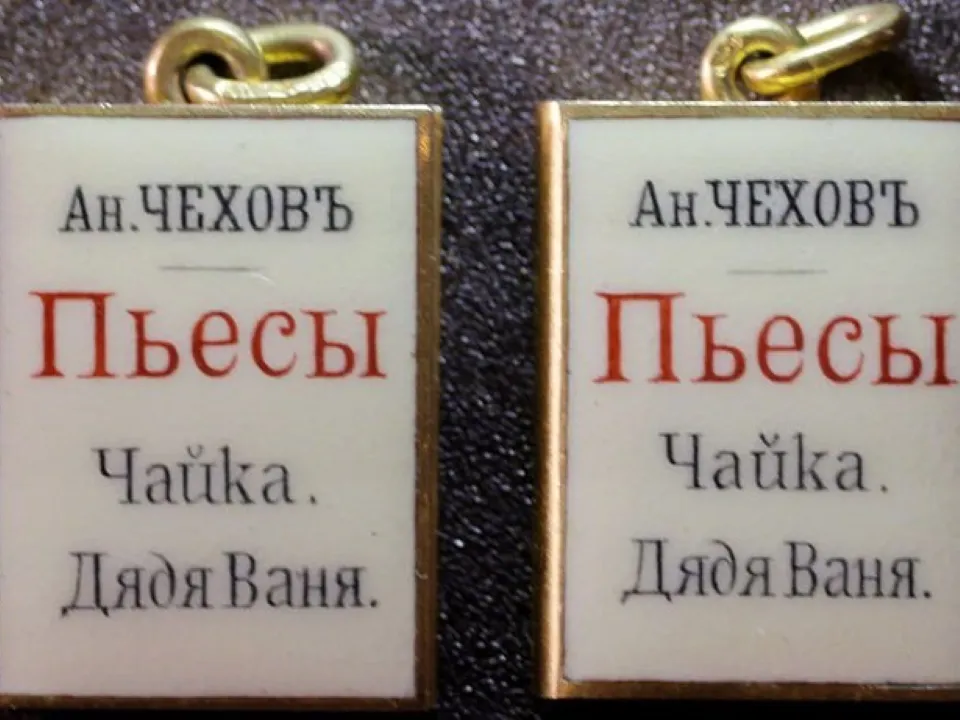 Ан. ЧЕХОВЪ
Пьесы
Чайка.
Дядя Ваня.
Ан. ЧЕХОВЪ
Пьесы
Чайка.
Дядя Ваня.